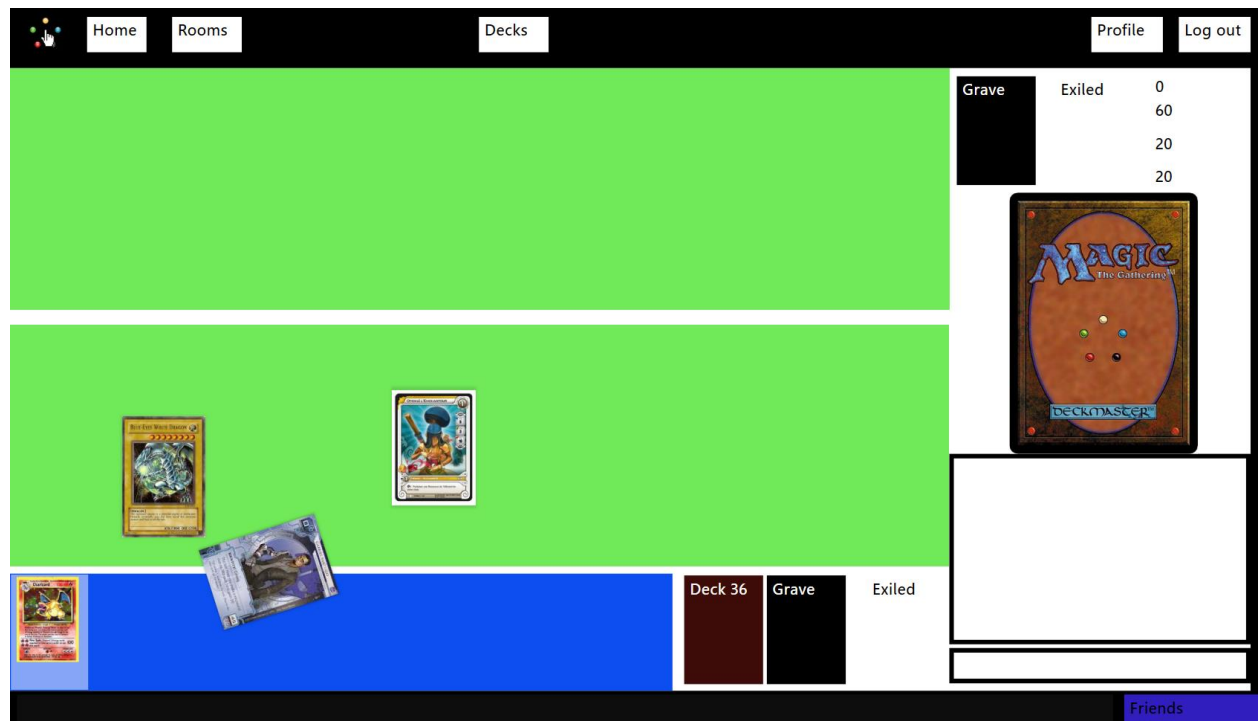 Home
Rooms
Decks
Profile
Log out
Grave
Exiled
0
60
20
20
MAGIC
The Gathering
DECKMASTER
BLUE-EYES WHITE DRAGON
Deck 36
Grave
Exiled
Friends